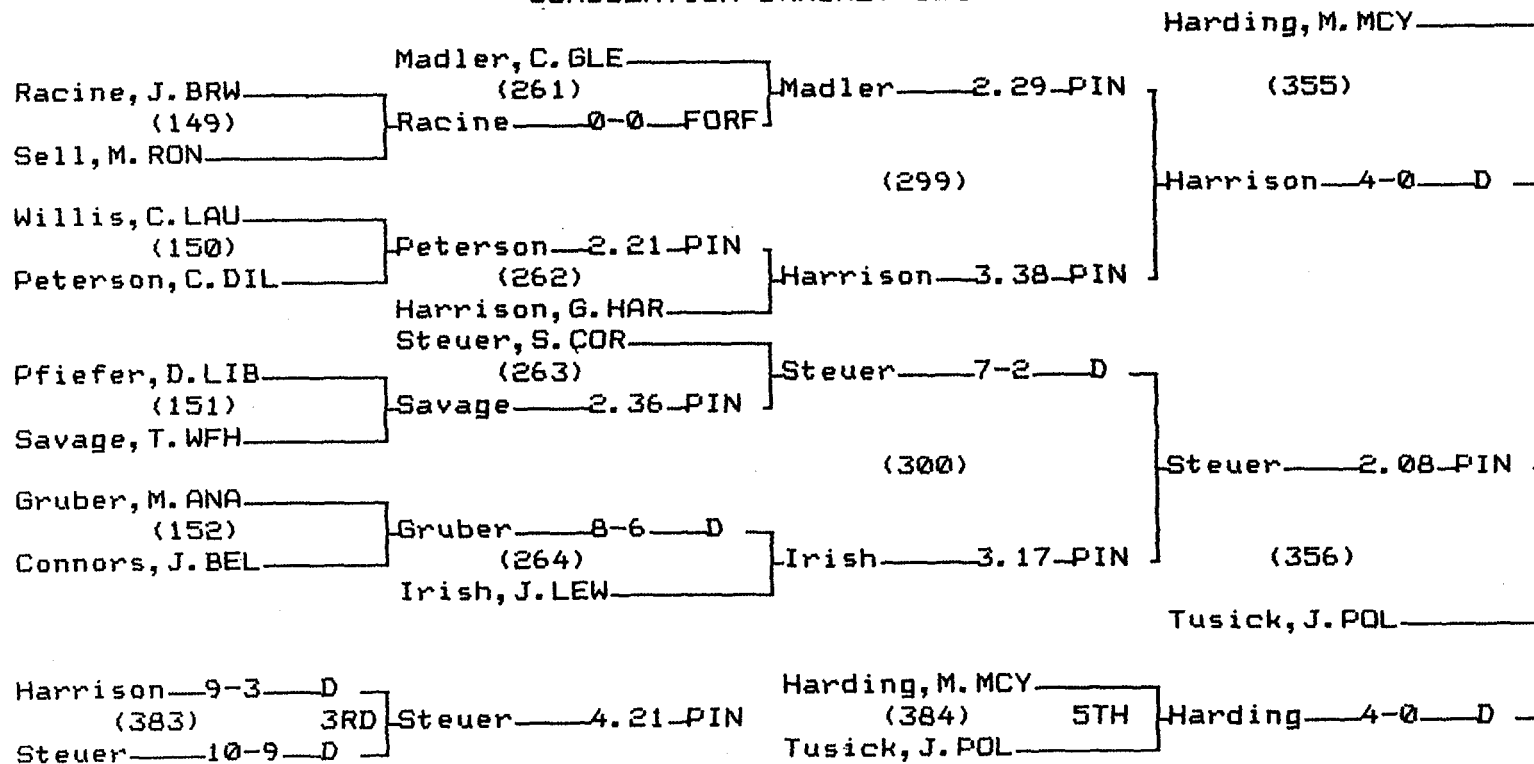 Harding, M. MCY
Madler, C. GLE
Racine, J. BRW (261) Madler 2.29 PIN (355)
(149) Racine 0-0 FORF
Sell, M. RON
(299) Harrison 4-0 D
Willis, C. LAU
(150) Peterson 2.21 PIN
Peterson, C. DIL (262) Harrison 3.38 PIN
Harrison, G. HAR
Steuer, S. COR
Pfiefer, D. LIB (263) Steuer 7-2 D
(151) Savage 2.36 PIN
Savage, T. WFH
(300) Steuer 2.08 PIN
Gruber, M. ANA
(152) Gruber 8-6 D
Connors, J. BEL (264) Irish 3.17 PIN (356)
Irish, J. LEW
Tusick, J. POL
Harrison 9-3 D Harding, M. MCY
(383) 3RD Steuer 4.21 PIN (384) 5TH Harding 4-0 D
Steuer 10-9 D Tusick, J. POL